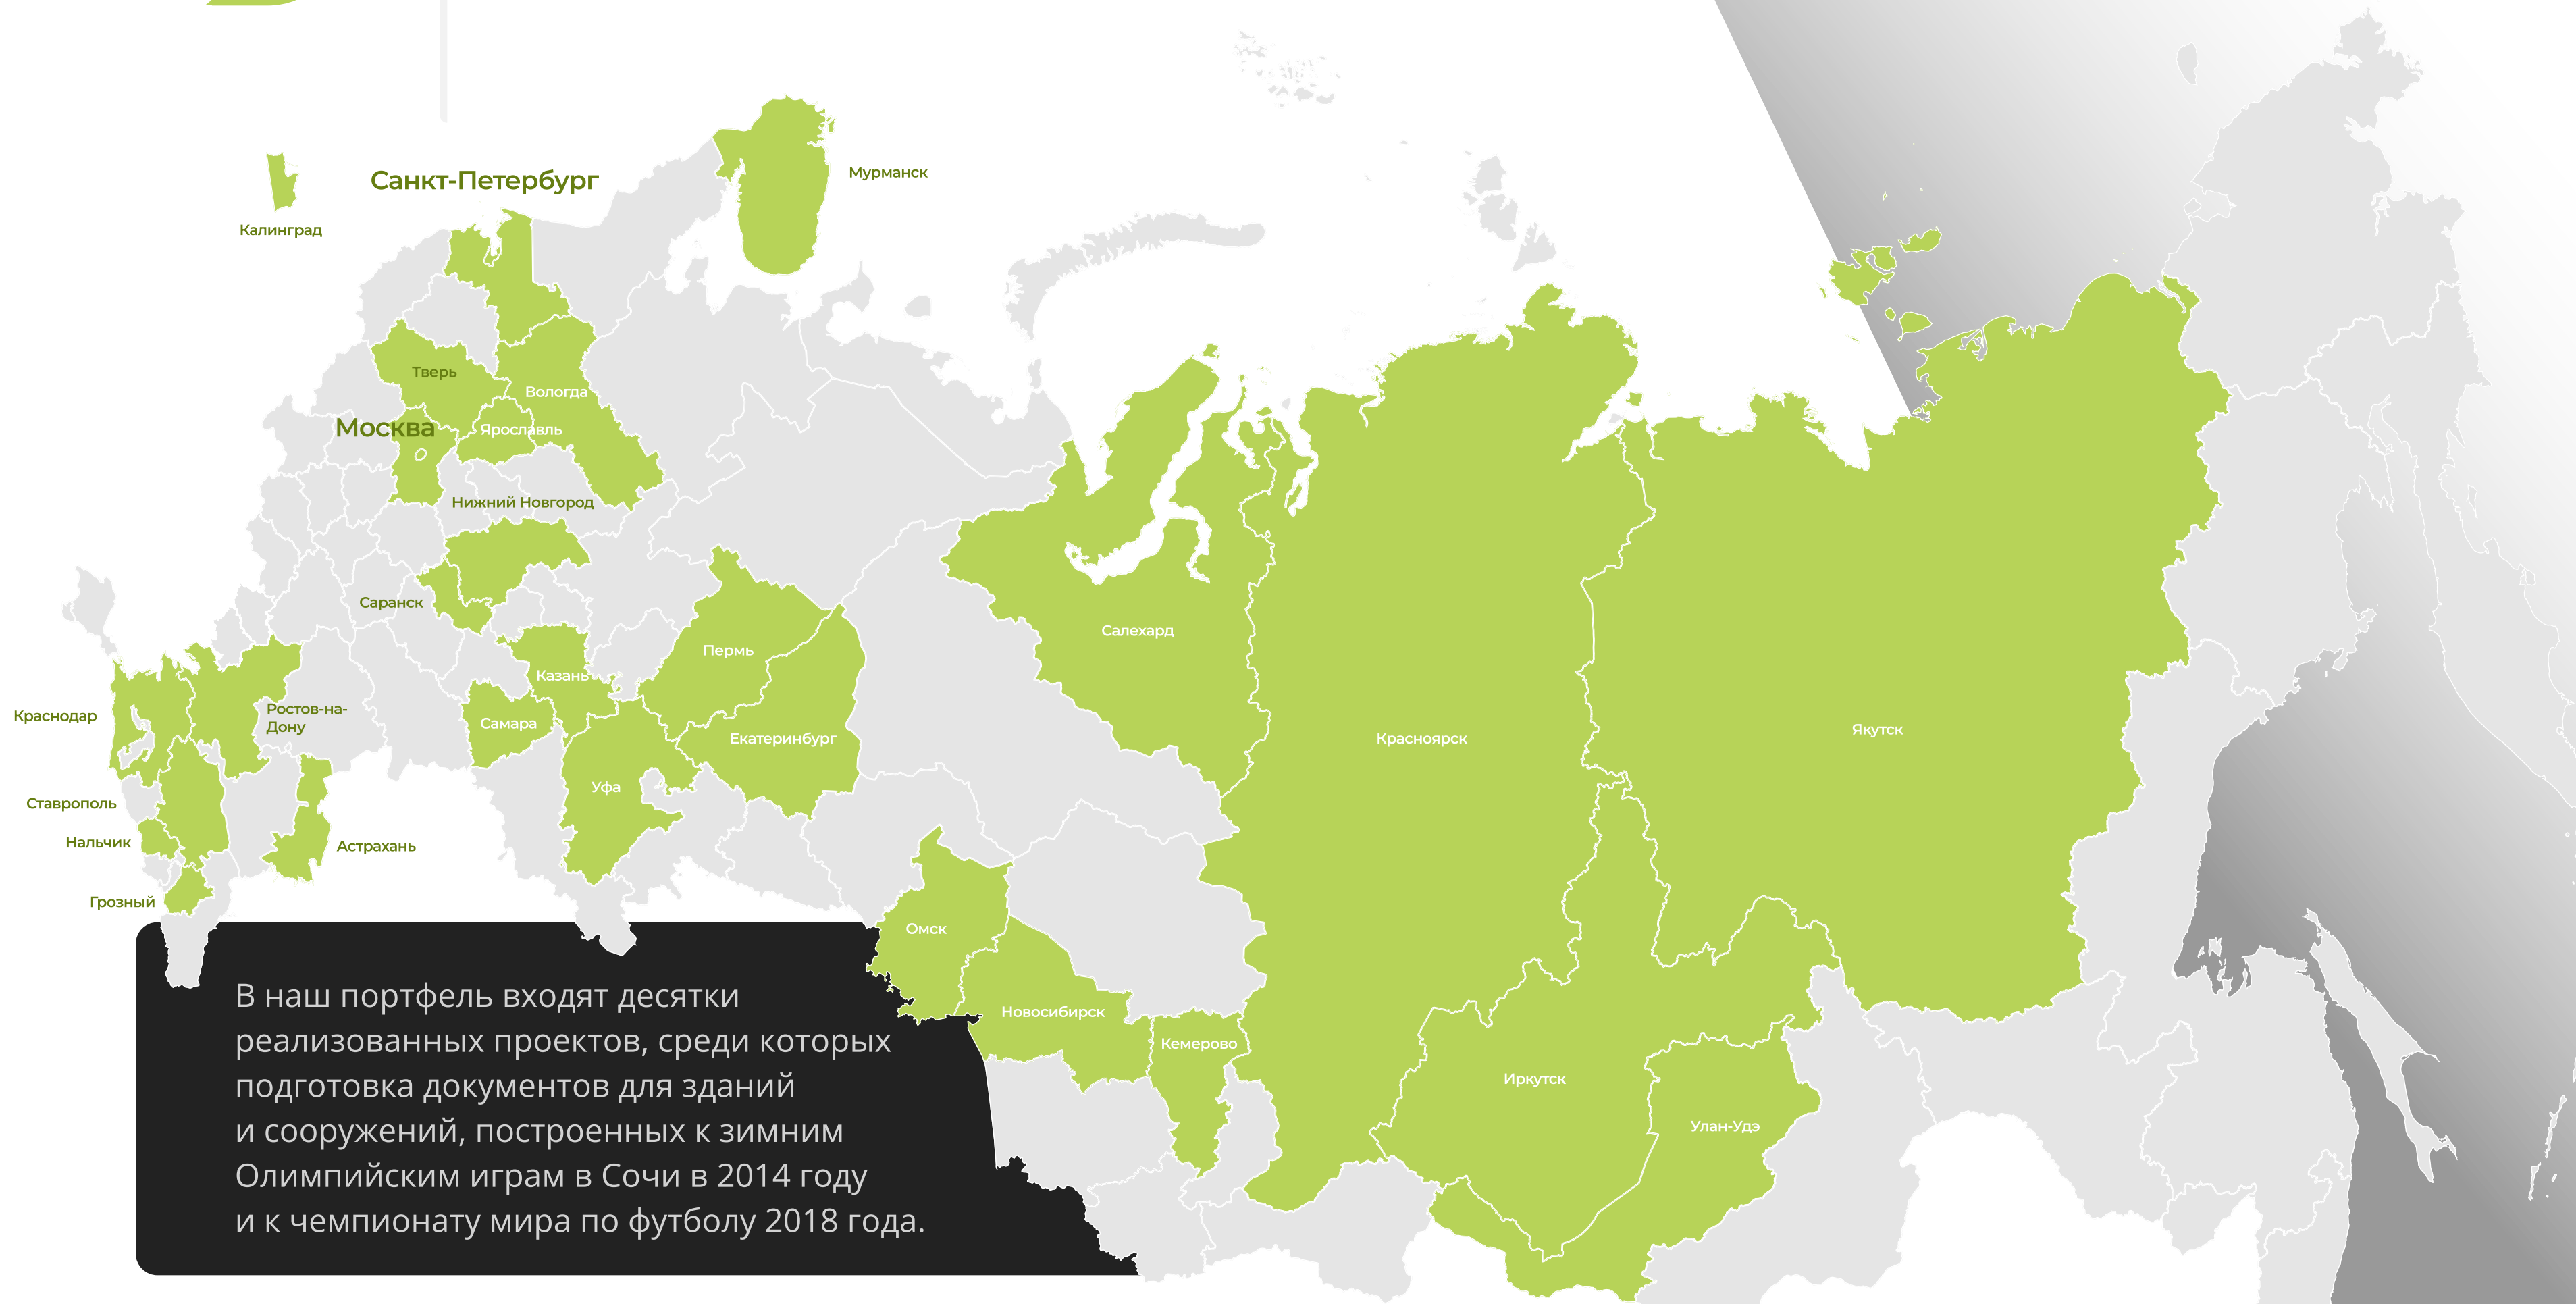 Мурманск
Санкт-Петербург
Калининград
Тверь
Вологда
Москва
Ярославль
Нижний Новгород
Саранск
Салехард
Пермь
Казань
Ростов-на-
Дону
Краснодар
Самара
Якутск
Екатеринбург
Красноярск
Уфа
Ставрополь
Нальчик
Астрахань
Грозный
Омск
Новосибирск
Кемерово
Иркутск
Улан-Удэ
В наш портфель входят десятки
реализованных проектов, среди которых
подготовка документов для зданий
и сооружений, построенных к зимним
Олимпийским играм в Сочи в 2014 году
и к чемпионату мира по футболу 2018 года.